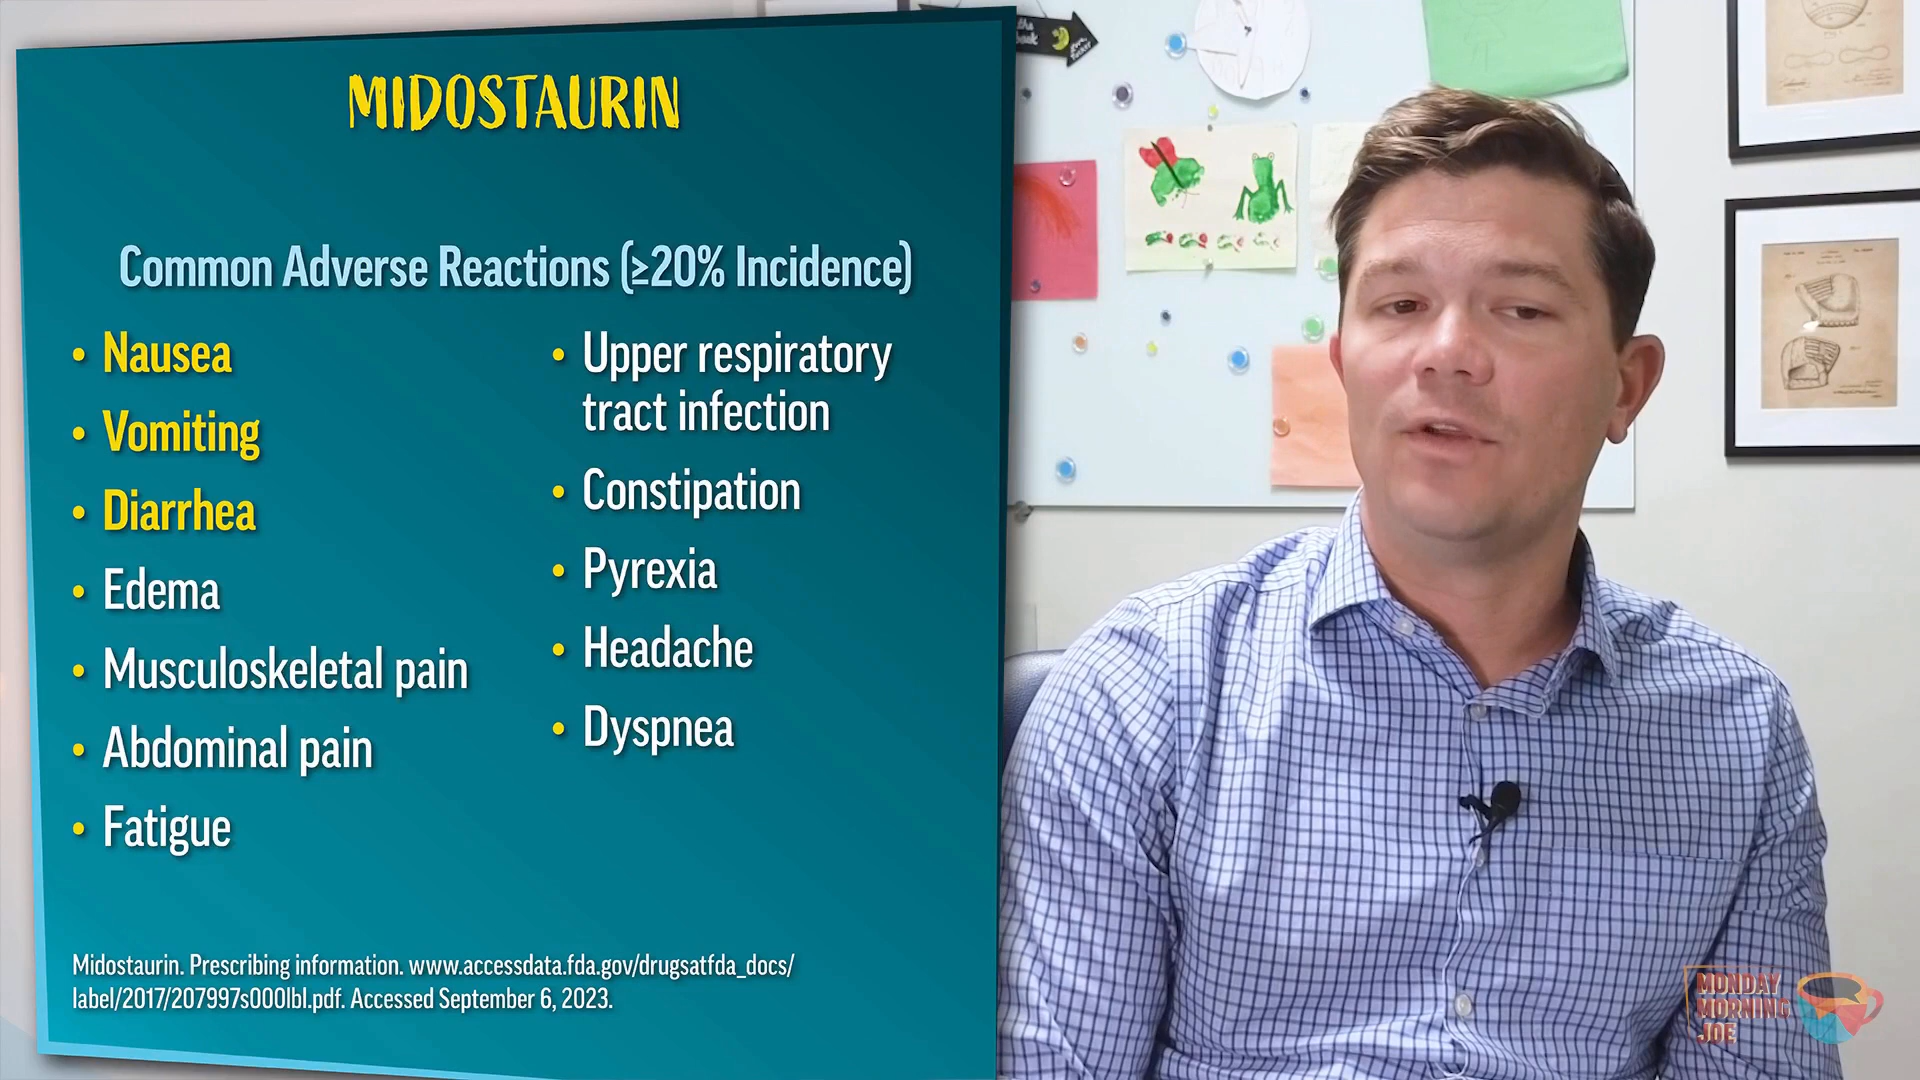 MIDOSTAURIN
Common Adverse Reactions (≥20% Incidence)
• Nausea
• Vomiting
• Diarrhea
• Edema
• Musculoskeletal pain
• Abdominal pain
• Fatigue
• Upper respiratory
tract infection
• Constipation
• Pyrexia
• Headache
• Dyspnea
Midostaurin. Prescribing information. www.accessdata.fda.gov/drugsatfda_docs/
label/2017/207997s000lbl.pdf. Accessed September 6, 2023.
MONDAY
MORNING
JOE